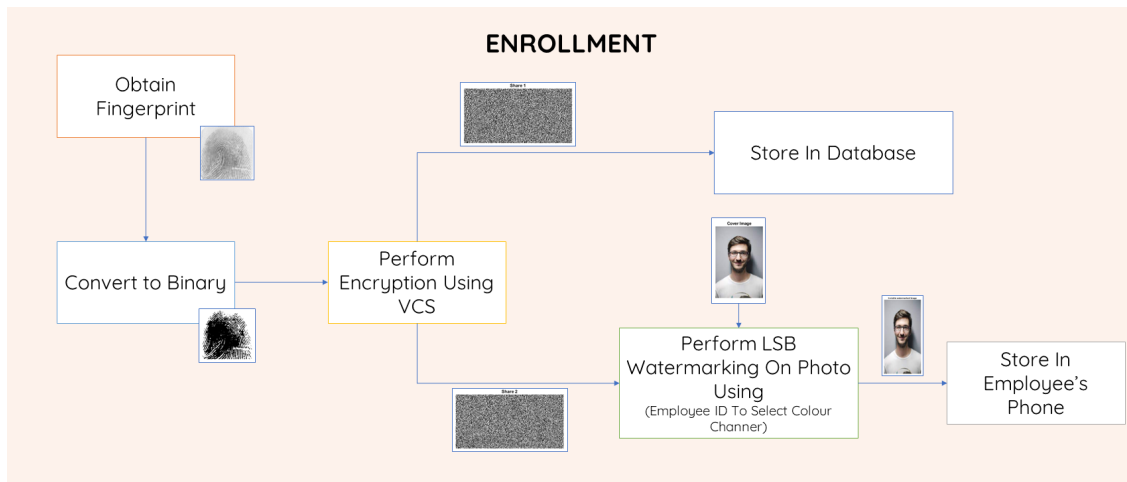 ENROLLMENT
Obtain
Fingerprint
Share 1
Store In Database
Cover Image
Convert to Binary
Perform
Encryption Using
VCS
Perform LSB
Watermarking On Photo
Using
(Employee ID To Select Colour
Channer)
Store In
Employee's
Phone
Share 2